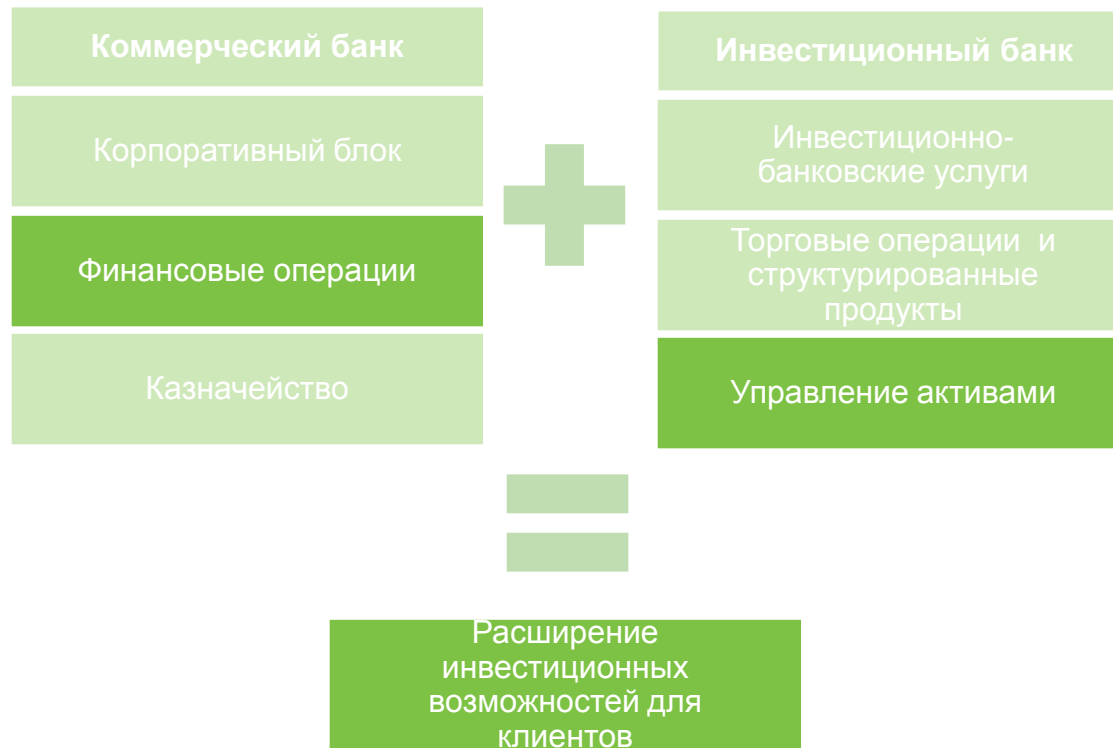 Коммерческий банк
Корпоративный блок
Финансовые операции
Казначейство
Инвестиционный банк
Инвестиционно-
банковские услуги
Торговые операции и
структурированные
продукты
Управление активами
Расширение
инвестиционных
возможностей для
клиентов